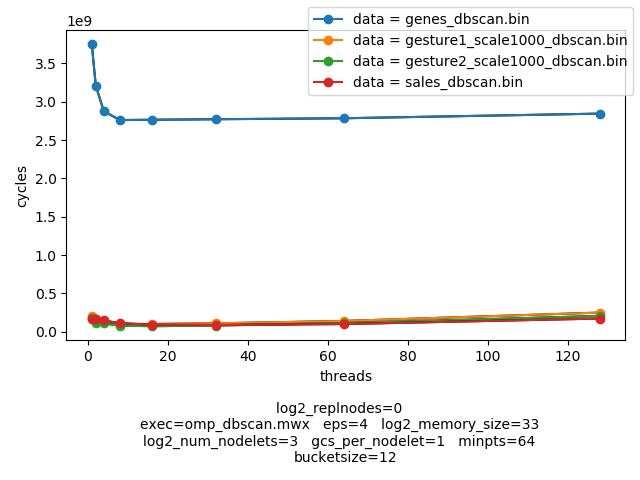 1e9
data = genes_dbscan.bin
data = gesture1_scale1000_dbscan.bin
data = gesture2_scale1000_dbscan.bin
data = sales_dbscan.bin
3.5
3.0
2.5
2.0
1.5
1.0
0.5
0.0
cycles
0 20 40 60 80 100 120
threads
log2_replnodes=0
exec=omp_dbscan.mwx eps=4 log2_memory_size=33
log2_num_nodelets=3 gcs_per_nodelet=1 minpts=64
bucketsize=12